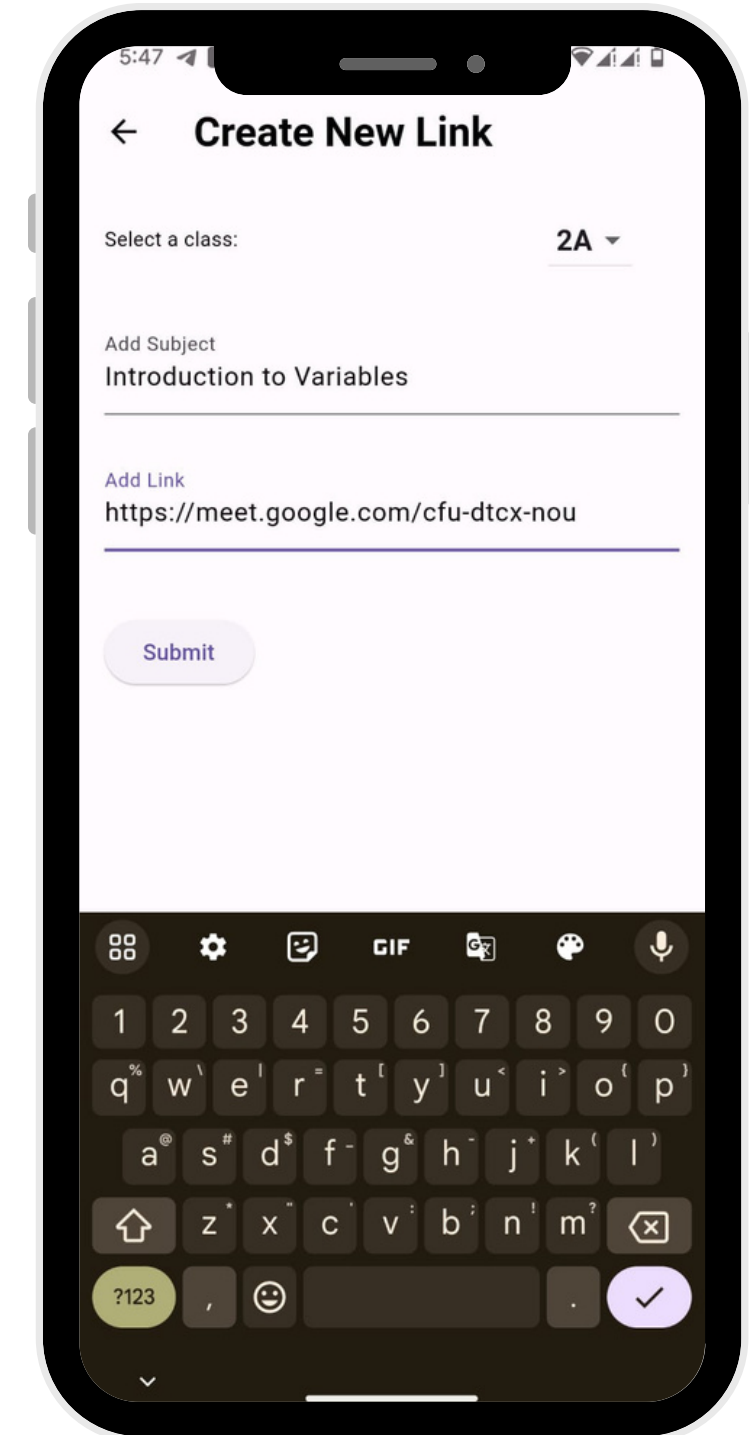 5:47
Create New Link
Select a class:
2A
Add Subject
Introduction to Variables
Add Link
https://meet.google.com/cfu-dtcx-nou
Submit
GIF
1 2 3 4 5 6 7 8 9 0
q% w\ e| r= t[ y] u< i> o{ p}
a@ s# d$ f- g& h- j+ k( l)
z* x" c' v: b; n! m?
?123 , .